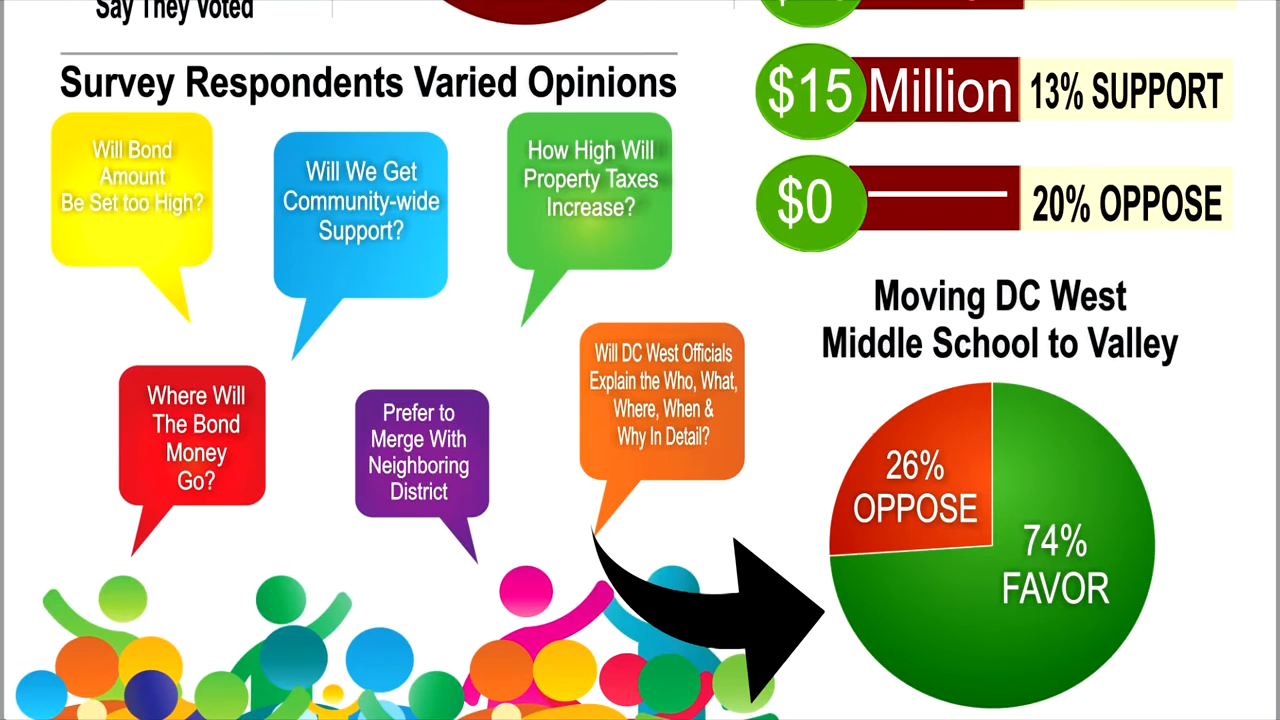 Say They Voted
Survey Respondents Varied Opinions
Will Bond
Amount
Be Set too High?
Will We Get
Community-wide
Support?
How High Will
Property Taxes
Increase?
Where Will
The Bond
Money
Go?
Prefer to
Merge With
Neighboring
District
Will DC West Officials
Explain the Who, What,
Where, When &
Why In Detail?
$15 Million 13% SUPPORT
$0 20% OPPOSE
Moving DC West
Middle School to Valley
26%
OPPOSE
74%
FAVOR